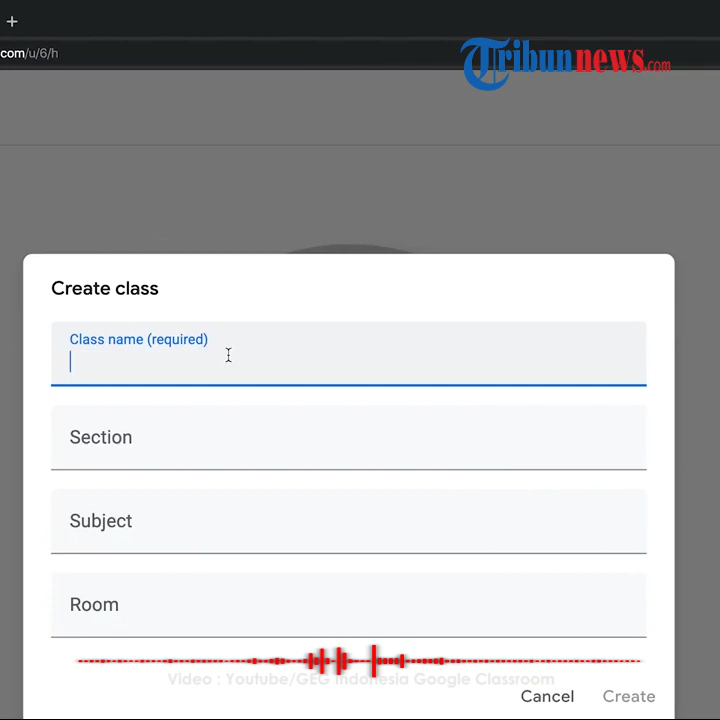 +
.com/u/6/h
Tribunnews.com
Create class
Class name (required)
Section
Subject
Room
Video : Youtube/GEG Indonesia Google Classroom
Cancel
Create